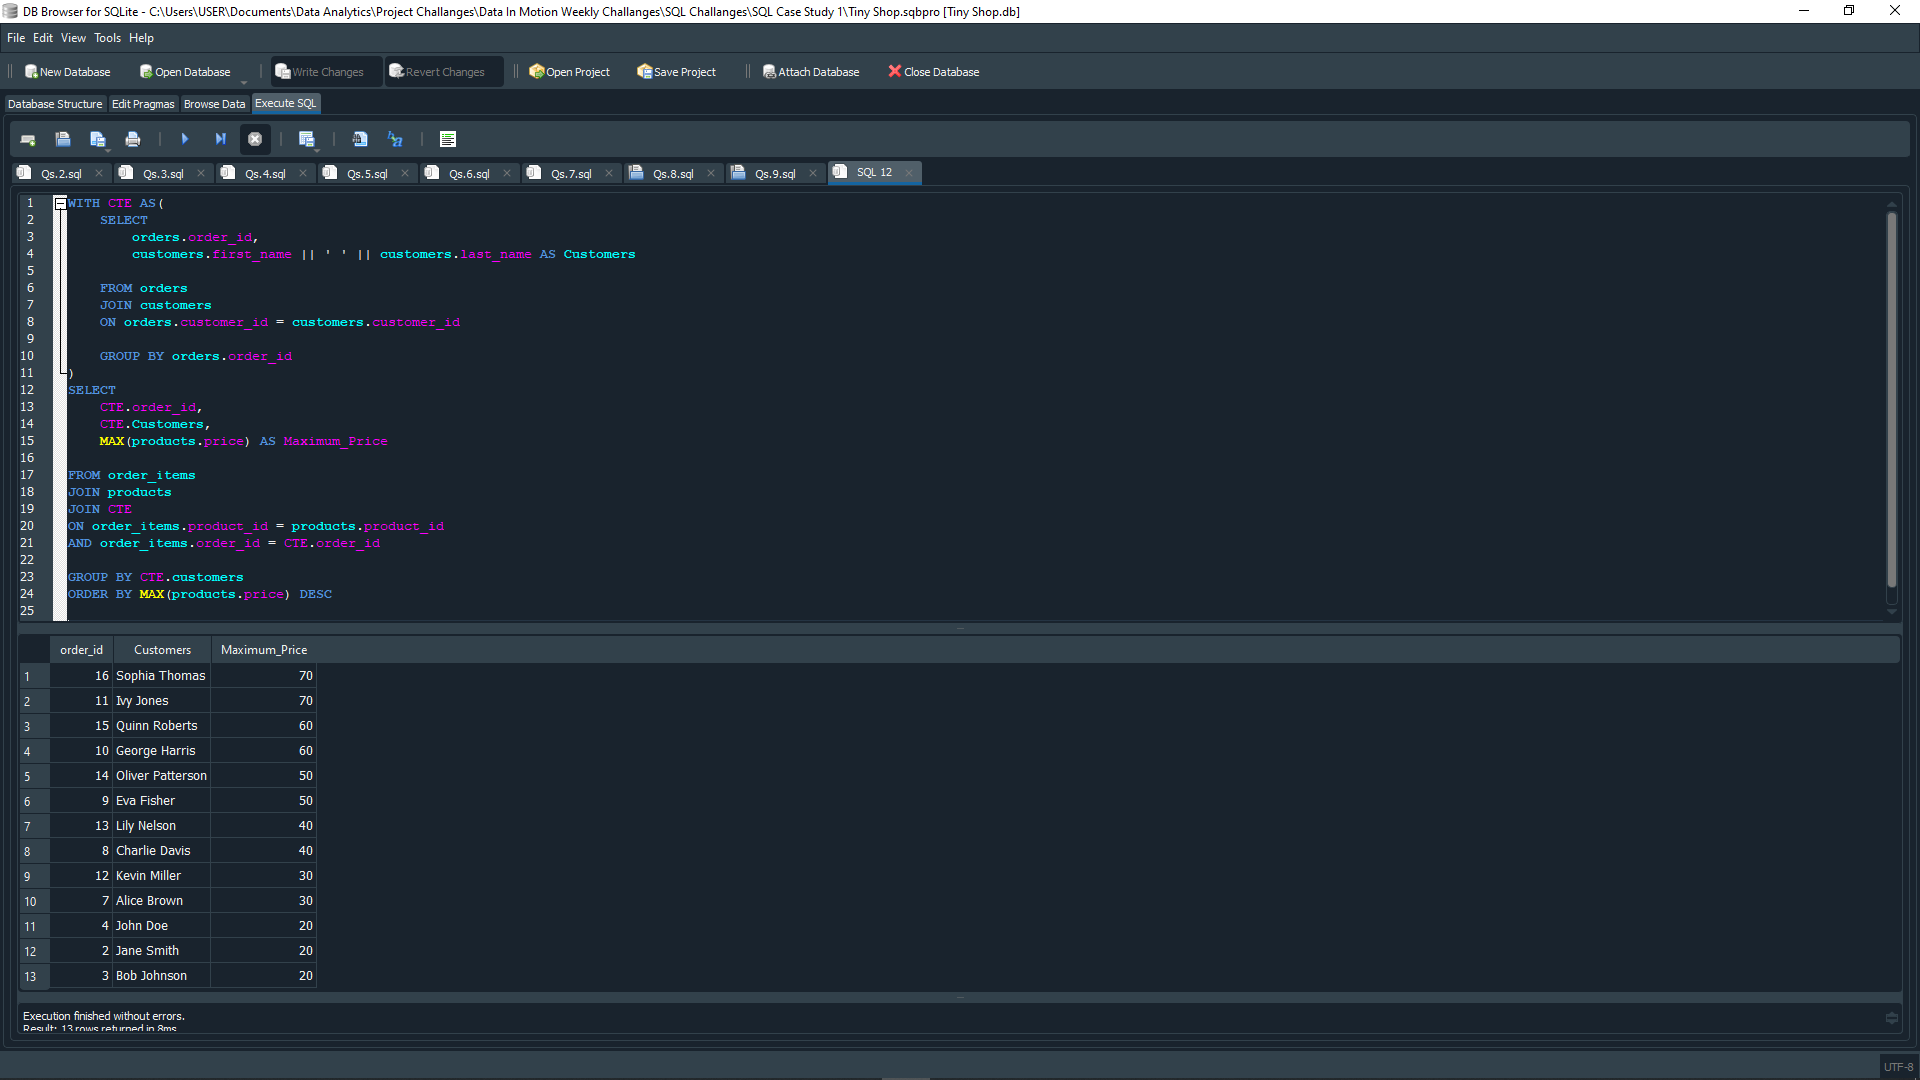 DB Browser for SQLite - C:\Users\USER\Documents\Data Analytics\Project Challanges\Data In Motion Weekly Challanges\SQL Challanges\SQL Case Study 1\Tiny Shop.sqbpro [Tiny Shop.db]
File Edit View Tools Help
New Database Open Database Write Changes Revert Changes Open Project Save Project Attach Database Close Database
Database Structure Edit Pragmas Browse Data Execute SQL
Qs.2.sql Qs.3.sql Qs.4.sql Qs.5.sql Qs.6.sql Qs.7.sql Qs.8.sql Qs.9.sql SQL 12
1 WITH CTE AS(
2 SELECT
3 orders.order_id,
4 customers.first_name || ' ' || customers.last_name AS Customers
5
6 FROM orders
7 JOIN customers
8 ON orders.customer_id = customers.customer_id
9
10 GROUP BY orders.order_id
11 )
12 SELECT
13 CTE.order_id,
14 CTE.Customers,
15 MAX(products.price) AS Maximum_Price
16
17 FROM order_items
18 JOIN products
19 JOIN CTE
20 ON order_items.product_id = products.product_id
21 AND order_items.order_id = CTE.order_id
22
23 GROUP BY CTE.customers
24 ORDER BY MAX(products.price) DESC
25
order_id Customers Maximum_Price
1 16 Sophia Thomas 70
2 11 Ivy Jones 70
3 15 Quinn Roberts 60
4 10 George Harris 60
5 14 Oliver Patterson 50
6 9 Eva Fisher 50
7 13 Lily Nelson 40
8 8 Charlie Davis 40
9 12 Kevin Miller 30
10 7 Alice Brown 30
11 4 John Doe 20
12 2 Jane Smith 20
13 3 Bob Johnson 20
Execution finished without errors.
Result: 13 rows returned in 8ms
UTF-8